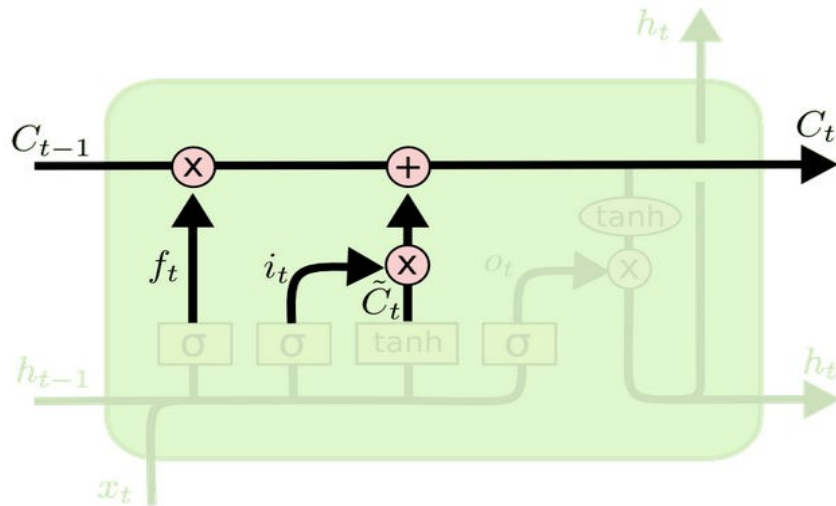 h_t
C_{t-1}
C_t
x
+
tanh
f_t
i_t
x
o_t
x
C̃_t
σ
σ
tanh
σ
h_{t-1}
h_t
x_t